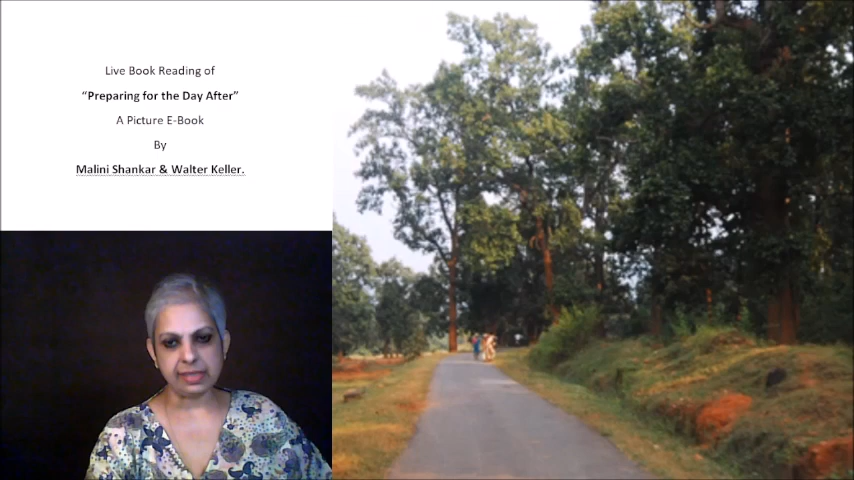 Live Book Reading of
“Preparing for the Day After”
A Picture E-Book
By
Malini Shankar & Walter Keller.